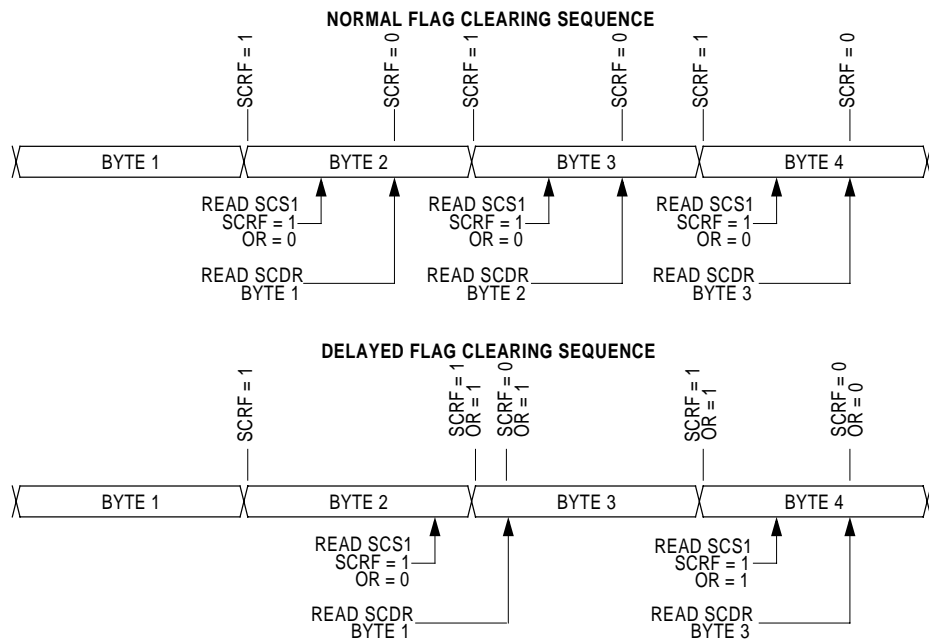 NORMAL FLAG CLEARING SEQUENCE
SCRF = 1
SCRF = 0
SCRF = 1
SCRF = 0
SCRF = 1
SCRF = 0
BYTE 1
BYTE 2
BYTE 3
BYTE 4
READ SCS1
SCRF = 1
OR = 0
READ SCS1
SCRF = 1
OR = 0
READ SCS1
SCRF = 1
OR = 0
READ SCDR
BYTE 1
READ SCDR
BYTE 2
READ SCDR
BYTE 3
DELAYED FLAG CLEARING SEQUENCE
SCRF = 1
SCRF = 1
OR = 1
SCRF = 0
OR = 1
SCRF = 1
OR = 1
SCRF = 0
OR = 0
BYTE 1
BYTE 2
BYTE 3
BYTE 4
READ SCS1
SCRF = 1
OR = 0
READ SCS1
SCRF = 1
OR = 1
READ SCDR
BYTE 1
READ SCDR
BYTE 3